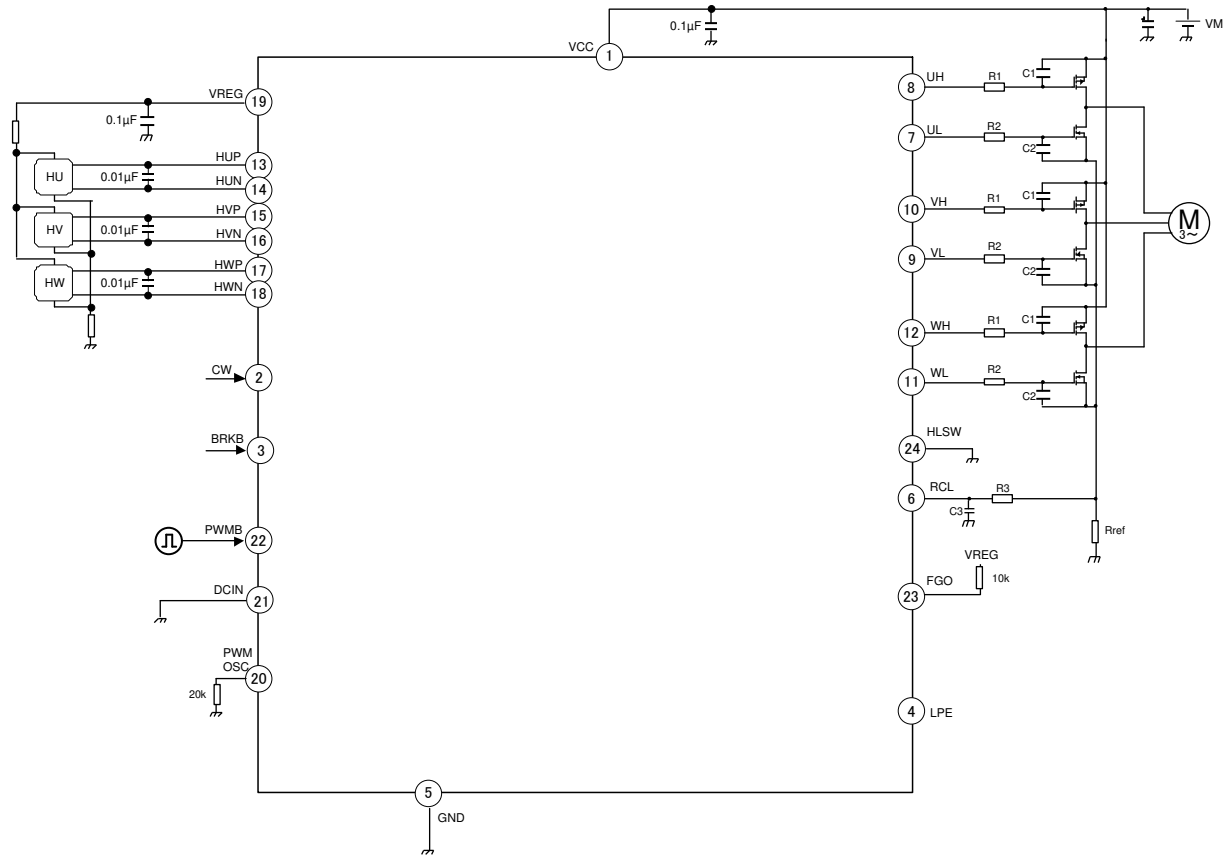 0.1µF
VM
VCC
1
VREG
19
0.1µF
HU
HUP
13
0.01µF
HUN
14
HV
HVP
15
0.01µF
HVN
16
HW
HWP
17
0.01µF
HWN
18
CW
2
BRKB
3
PWMB
22
DCIN
21
PWM
OSC
20
20k
5
GND
8
UH
R1
C1
7
UL
R2
C2
10
VH
R1
C1
9
VL
R2
C2
12
WH
R1
C1
11
WL
R2
C2
M
3~
24
HLSW
6
RCL
R3
C3
Rref
VREG
10k
23
FGO
4
LPE